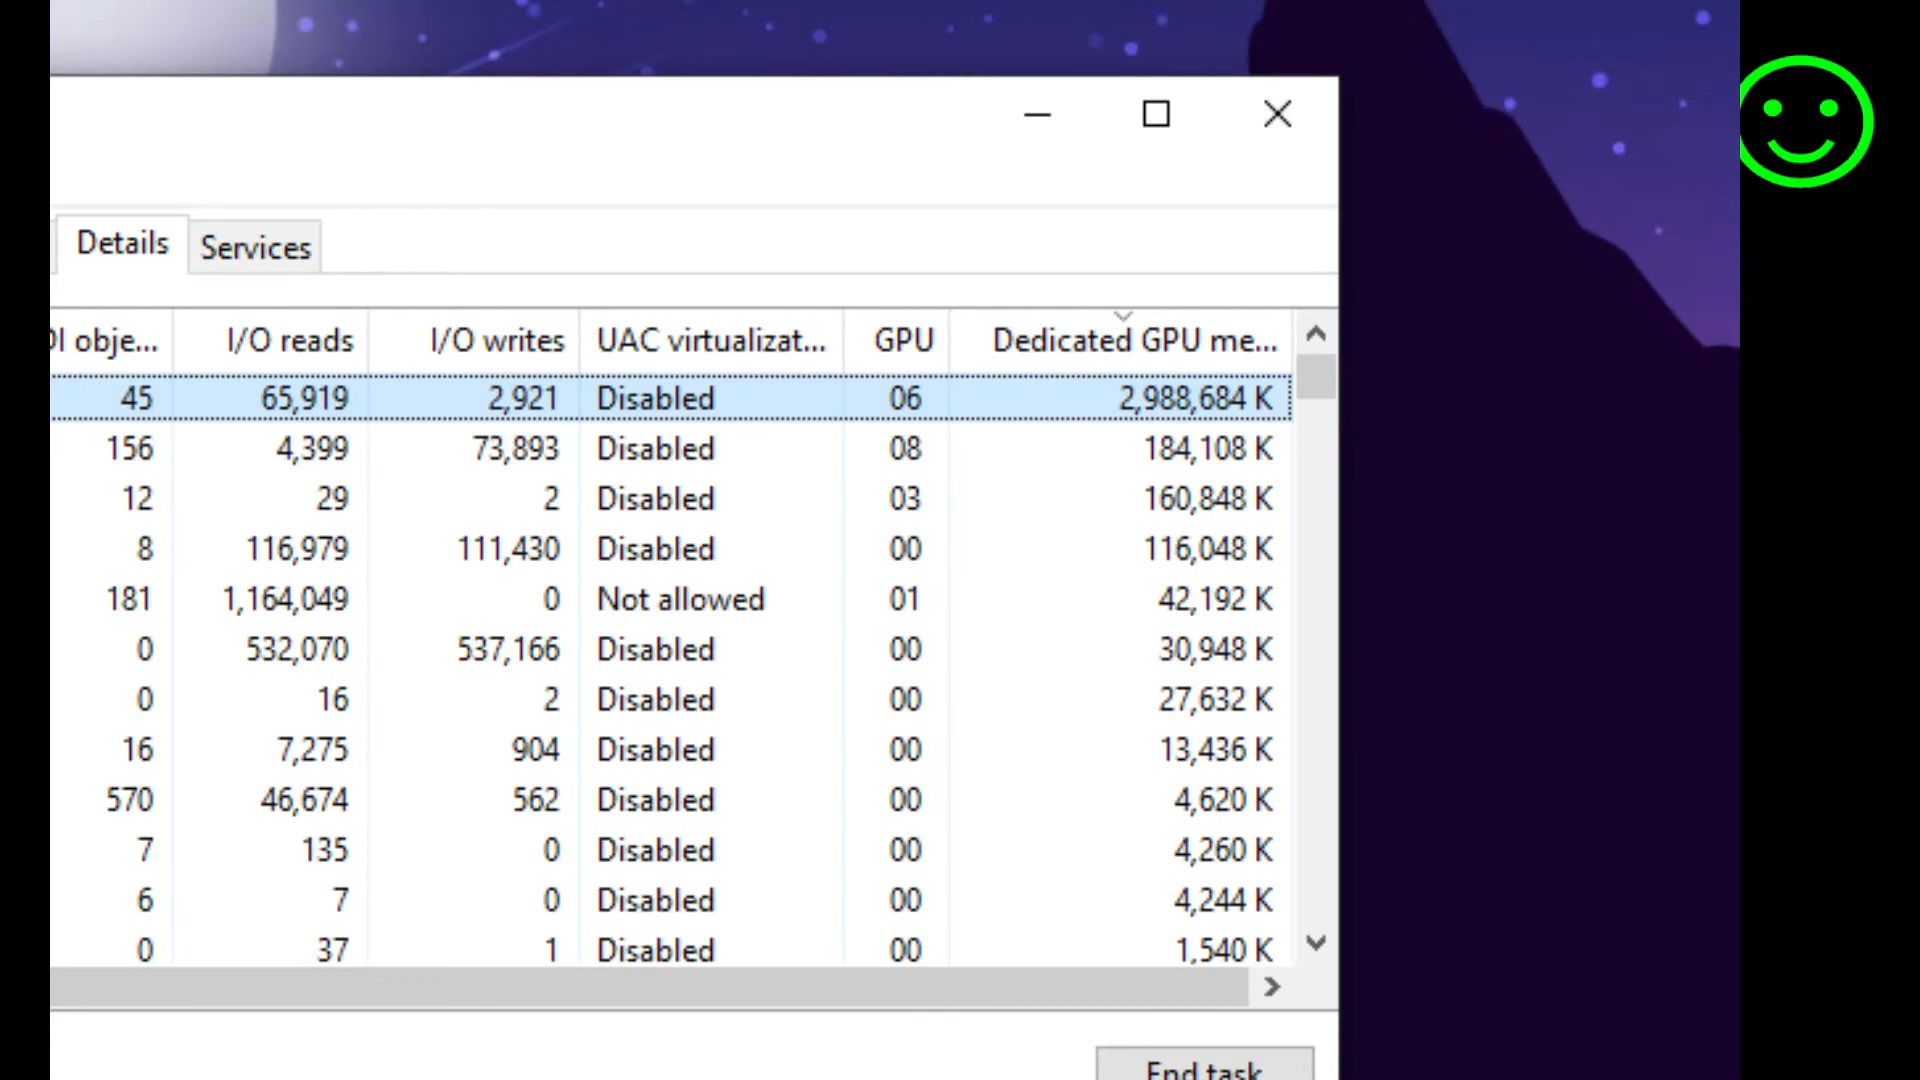 Details Services
DI obje... I/O reads I/O writes UAC virtualizat... GPU Dedicated GPU me...
45 65,919 2,921 Disabled 06 2,988,684 K
156 4,399 73,893 Disabled 08 184,108 K
12 29 2 Disabled 03 160,848 K
8 116,979 111,430 Disabled 00 116,048 K
181 1,164,049 0 Not allowed 01 42,192 K
0 532,070 537,166 Disabled 00 30,948 K
0 16 2 Disabled 00 27,632 K
16 7,275 904 Disabled 00 13,436 K
570 46,674 562 Disabled 00 4,620 K
7 135 0 Disabled 00 4,260 K
6 7 0 Disabled 00 4,244 K
0 37 1 Disabled 00 1,540 K
End task